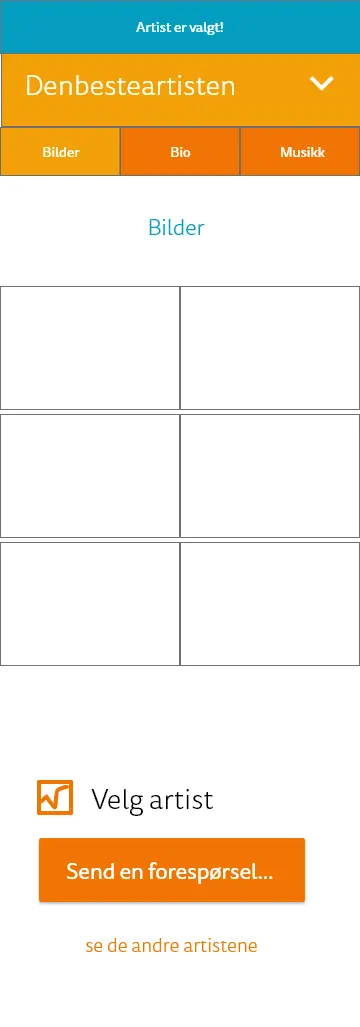 Artist er valgt!
Denbesteartisten
Bilder Bio Musikk
Bilder
Velg artist
Send en forespørsel...
se de andre artistene